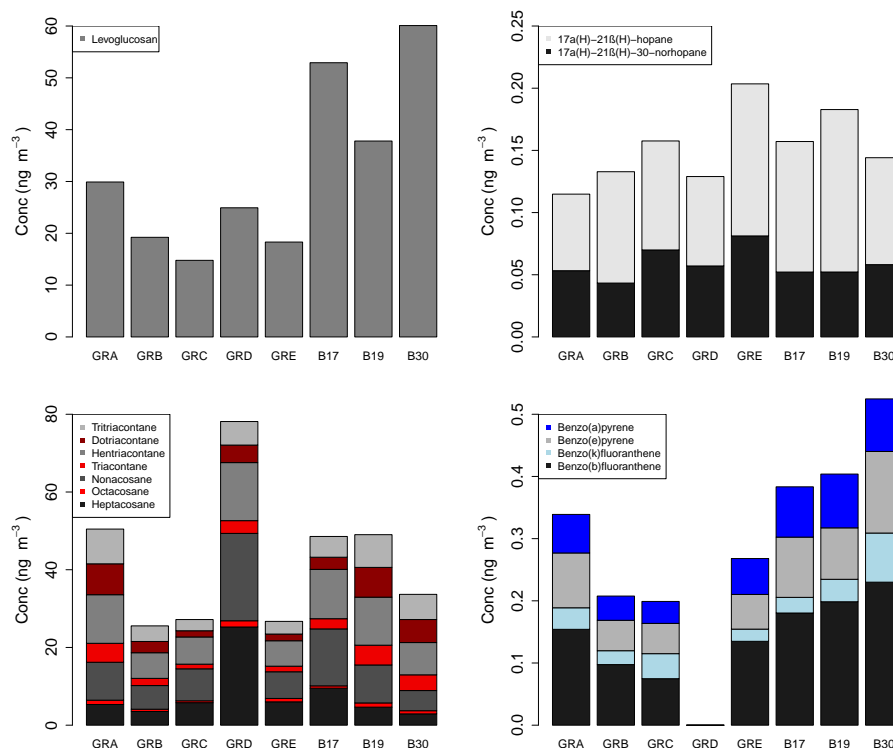 Conc (ng m−3)
60
50
40
30
20
10
0
Levoglucosan
GRA GRB GRC GRD GRE B17 B19 B30
Conc (ng m−3)
0.25
0.20
0.15
0.10
0.05
0.00
17a(H)−21ß(H)−hopane
17a(H)−21ß(H)−30−norhopane
GRA GRB GRC GRD GRE B17 B19 B30
Conc (ng m−3)
80
60
40
20
0
Tritriacontane
Dotriacontane
Hentriacontane
Triacontane
Nonacosane
Octacosane
Heptacosane
GRA GRB GRC GRD GRE B17 B19 B30
Conc (ng m−3)
0.5
0.4
0.3
0.2
0.1
0.0
Benzo(a)pyrene
Benzo(e)pyrene
Benzo(k)fluoranthene
Benzo(b)fluoranthene
GRA GRB GRC GRD GRE B17 B19 B30